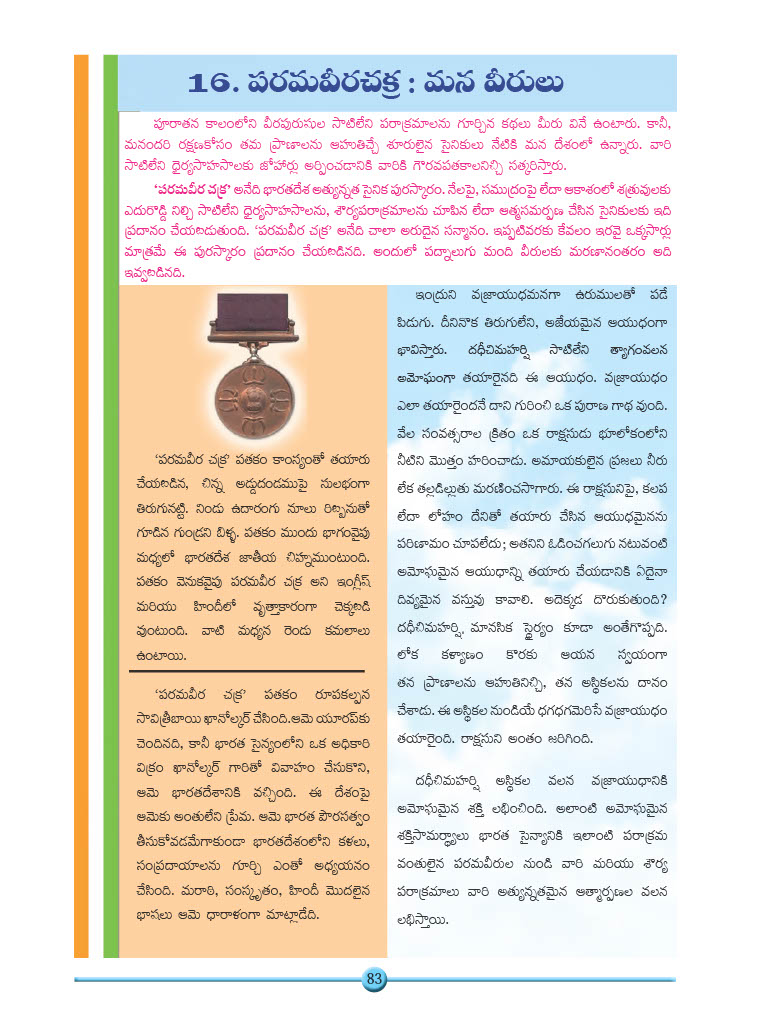 16. పరమవీరచక్ర : మన వీరులు
పూరాతన కాలంలోని వీరపురుషుల సాటిలేని పరాక్రమాలను గూర్చిన కథలు మీరు వినే ఉంటారు. కానీ,
మనందరి రక్షణకోసం తమ ప్రాణాలను ఆహుతిచ్చే శూరులైన సైనికులు నేటికి మన దేశంలో ఉన్నారు. వారి
సాటిలేని ధైర్యసాహసాలకు జోహార్లు అర్పించడానికి వారికి గౌరవపతకాలనిచ్చి సత్కరిస్తారు.
‘పరమవీర చక్ర’ అనేది భారతదేశ అత్యున్నత సైనిక పురస్కారం. నేలపై, సముద్రంపై లేదా ఆకాశంలో శత్రువులకు
ఎదురొడ్డి నిల్చి సాటిలేని ధైర్యసాహసాలను, శౌర్యపరాక్రమాలను చూపిన లేదా ఆత్మసమర్పణ చేసిన సైనికులకు ఇది
ప్రదానం చేయబడుతుంది. ‘పరమవీర చక్ర’ అనేది చాలా అరుదైన సన్మానం. ఇప్పటివరకు కేవలం ఇరవై ఒక్కసార్లు
మాత్రమే ఈ పురస్కారం ప్రదానం చేయబడినది. అందులో పద్నాలుగు మంది వీరులకు మరణానంతరం అది
ఇవ్వబడినది.
‘పరమవీర చక్ర’ పతకం కాంస్యంతో తయారు
చేయబడిన, చిన్న అడ్డుదండముపై సులభంగా
తిరుగునట్టి. నిండు ఉదారంగు నూలు రిబ్బనుతో
గూడిన గుండ్రని బిళ్ళ. పతకం ముందు భాగంవైపు
మధ్యలో భారతదేశ జాతీయ చిహ్నముంటుంది.
పతకం వెనుకవైపు పరమవీర చక్ర అని ఇంగ్లీష్
మరియు హిందీలో వృత్తాకారంగా చెక్కబడి
వుంటుంది. వాటి మధ్యన రెండు కమలాలు
ఉంటాయి.
‘పరమవీర చక్ర’ పతకం రూపకల్పన
సావిత్రీబాయి ఖానోల్కర్ చేసింది.ఆమె యూరప్‌కు
చెందినది, కానీ భారత సైన్యంలోని ఒక అధికారి
విక్రం ఖానోల్కర్ గారితో వివాహం చేసుకొని,
ఆమె భారతదేశానికి వచ్చింది. ఈ దేశంపై
ఆమెకు అంతులేని ప్రేమ. ఆమె భారత పౌరసత్వం
తీసుకోవడమేగాకుండా భారతదేశంలోని కళలు,
సంప్రదాయాలను గూర్చి ఎంతో అధ్యయనం
చేసింది. మరాఠి, సంస్కృతం, హిందీ మొదలైన
భాషలు ఆమె ధారాళంగా మాట్లాడేది.
ఇంద్రుని వజ్రాయుధమనగా ఉరుములతో పడే
పిడుగు. దీనినొక తిరుగులేని, అజేయమైన ఆయుధంగా
భావిస్తారు. దధీచిమహర్షి సాటిలేని త్యాగంవలన
అమోఘంగా తయారైనది ఈ ఆయుధం. వజ్రాయుధం
ఎలా తయారైందనే దాని గురించి ఒక పురాణ గాథ వుంది.
వేల సంవత్సరాల క్రితం ఒక రాక్షసుడు భూలోకంలోని
నీటిని మొత్తం హరించాడు. అమాయకులైన ప్రజలు నీరు
లేక తల్లడిల్లుతు మరణించసాగారు. ఈ రాక్షసునిపై, కలప
లేదా లోహం దేనితో తయారు చేసిన ఆయుధమైనను
పరిణామం చూపలేదు; అతనిని ఓడించగలుగు నటువంటి
అమోఘమైన ఆయుధాన్ని తయారు చేయడానికి ఏదైనా
దివ్యమైన వస్తువు కావాలి. అదెక్కడ దొరుకుతుంది?
దధీచిమహర్షి, మానసిక స్థైర్యం కూడా అంతేగొప్పది.
లోక కళ్యాణం కొరకు ఆయన స్వయంగా
తన ప్రాణాలను ఆహుతినిచ్చి, తన అస్థికలను దానం
చేశాడు. ఈ అస్థికల నుండియే ధగధగమెరిసే వజ్రాయుధం
తయారైంది. రాక్షసుని అంతం జరిగింది.
దధీచిమహర్షి అస్థికల వలన వజ్రాయుధానికి
అమోఘమైన శక్తి లభించింది. అలాంటి అమోఘమైన
శక్తిసామర్థ్యాలు భారత సైన్యానికి ఇలాంటి పరాక్రమ
వంతులైన పరమవీరుల నుండి వారి మరియు శౌర్య
పరాక్రమాలు వారి అత్యున్నతమైన ఆత్మార్పణల వలన
లభిస్తాయి.
83